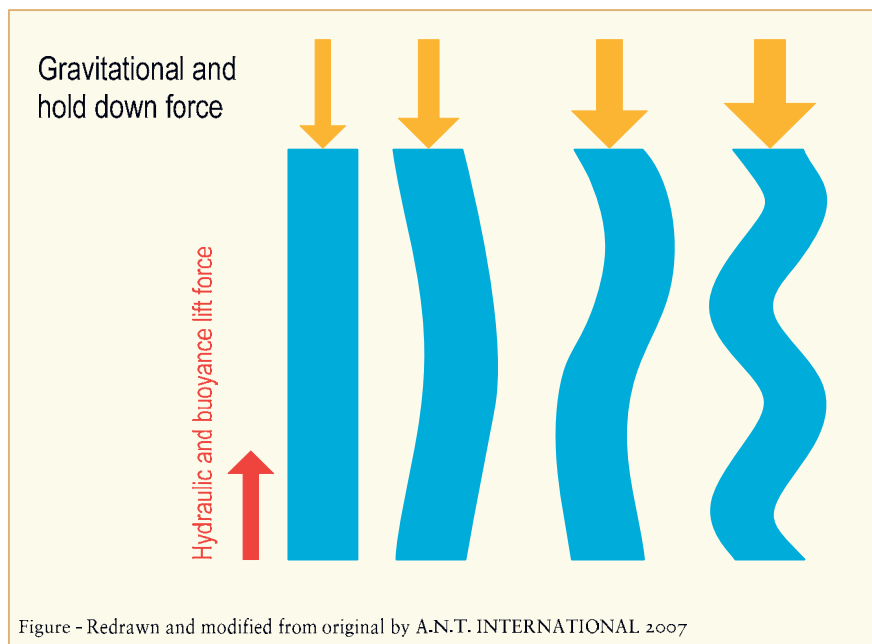 Gravitational and
hold down force
Hydraulic and buoyance lift force
Figure - Redrawn and modified from original by A.N.T. INTERNATIONAL 2007